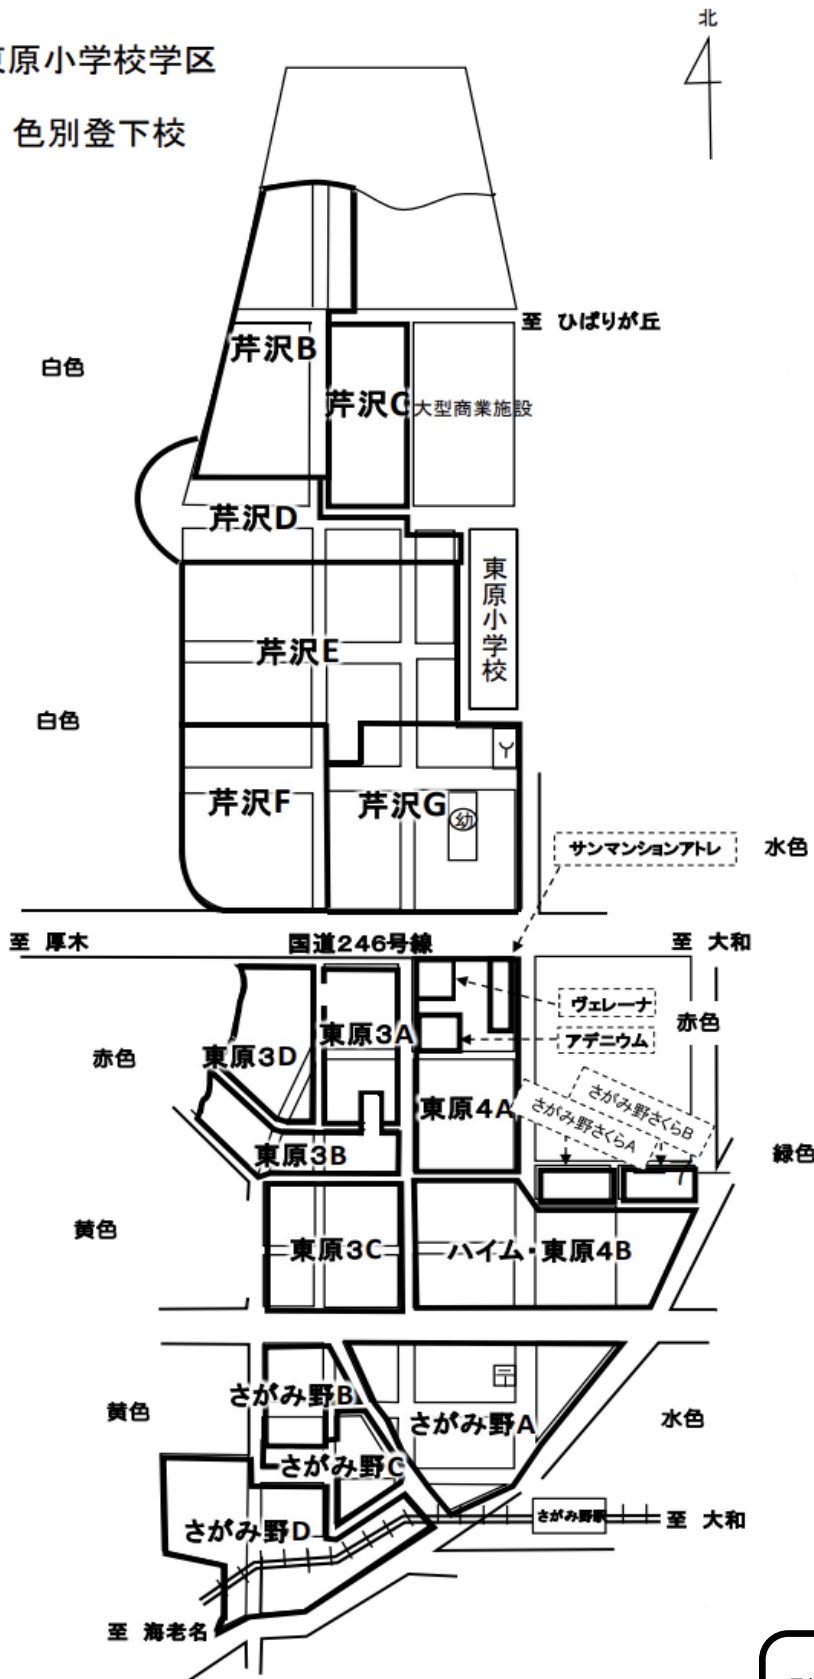 北
原小学校学区
色別登下校
至 ひばりが丘
芹沢B
白色
芹沢C
大型商業施設
芹沢D
東原小学校
芹沢E
白色
芹沢F
芹沢G
幼
サンマンションアトレ
水色
至 厚木
国道246号線
至 大和
ヴェレーナ
赤色
アデニウム
東原3A
赤色
東原3D
さがみ野さくらB
さがみ野さくらA
東原4A
東原3B
緑色
黄色
東原3C
ハイム・東原4B
さがみ野B
黄色
さがみ野A
水色
さがみ野C
さがみ野D
さがみ野駅
至 大和
至 海老名